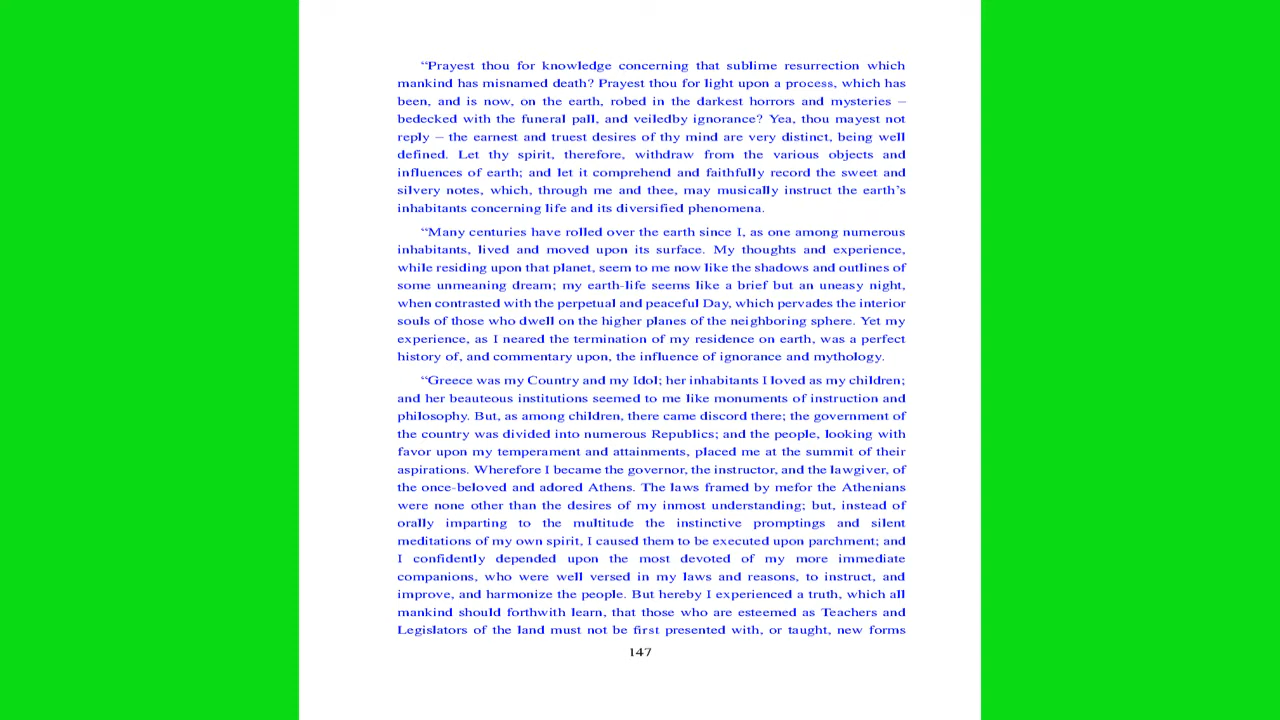 “Prayest thou for knowledge concerning that sublime resurrection which
mankind has misnamed death? Prayest thou for light upon a process, which has
been, and is now, on the earth, robed in the darkest horrors and mysteries –
bedecked with the funeral pall, and veiledby ignorance? Yea, thou mayest not
reply – the earnest and truest desires of thy mind are very distinct, being well
defined. Let thy spirit, therefore, withdraw from the various objects and
influences of earth; and let it comprehend and faithfully record the sweet and
silvery notes, which, through me and thee, may musically instruct the earth’s
inhabitants concerning life and its diversified phenomena.
“Many centuries have rolled over the earth since I, as one among numerous
inhabitants, lived and moved upon its surface. My thoughts and experience,
while residing upon that planet, seem to me now like the shadows and outlines of
some unmeaning dream; my earth-life seems like a brief but an uneasy night,
when contrasted with the perpetual and peaceful Day, which pervades the interior
souls of those who dwell on the higher planes of the neighboring sphere. Yet my
experience, as I neared the termination of my residence on earth, was a perfect
history of, and commentary upon, the influence of ignorance and mythology.
“Greece was my Country and my Idol; her inhabitants I loved as my children;
and her beauteous institutions seemed to me like monuments of instruction and
philosophy. But, as among children, there came discord there; the government of
the country was divided into numerous Republics; and the people, looking with
favor upon my temperament and attainments, placed me at the summit of their
aspirations. Wherefore I became the governor, the instructor, and the lawgiver, of
the once-beloved and adored Athens. The laws framed by mefor the Athenians
were none other than the desires of my inmost understanding; but, instead of
orally imparting to the multitude the instinctive promptings and silent
meditations of my own spirit, I caused them to be executed upon parchment; and
I confidently depended upon the most devoted of my more immediate
companions, who were well versed in my laws and reasons, to instruct, and
improve, and harmonize the people. But hereby I experienced a truth, which all
mankind should forthwith learn, that those who are esteemed as Teachers and
Legislators of the land must not be first presented with, or taught, new forms
147